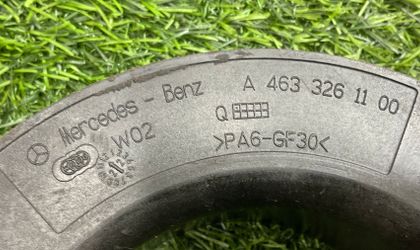 Mercedes-Benz
W02
A 463 326 11 00
Q
>PA6-GF30<